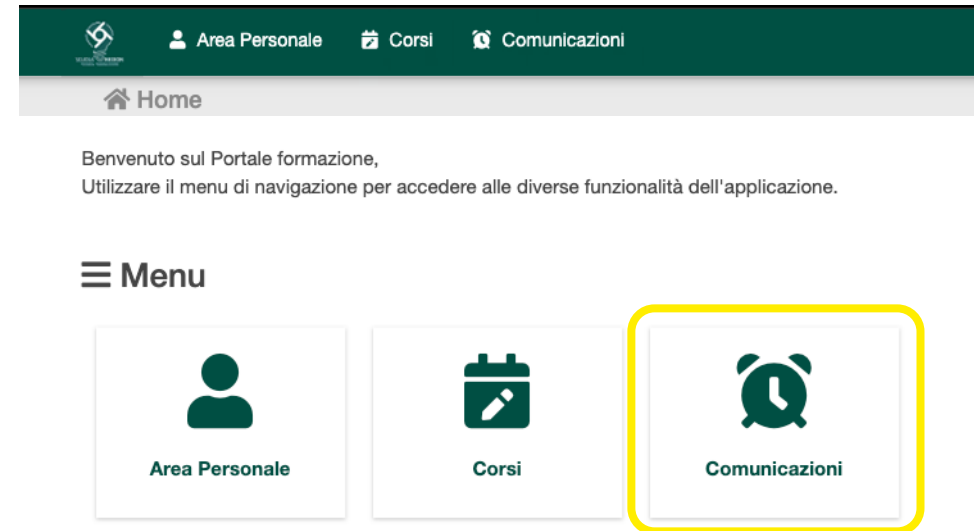 Area Personale Corsi Comunicazioni
Home
Benvenuto sul Portale formazione,
Utilizzare il menu di navigazione per accedere alle diverse funzionalità dell'applicazione.
Menu
Area Personale Corsi Comunicazioni